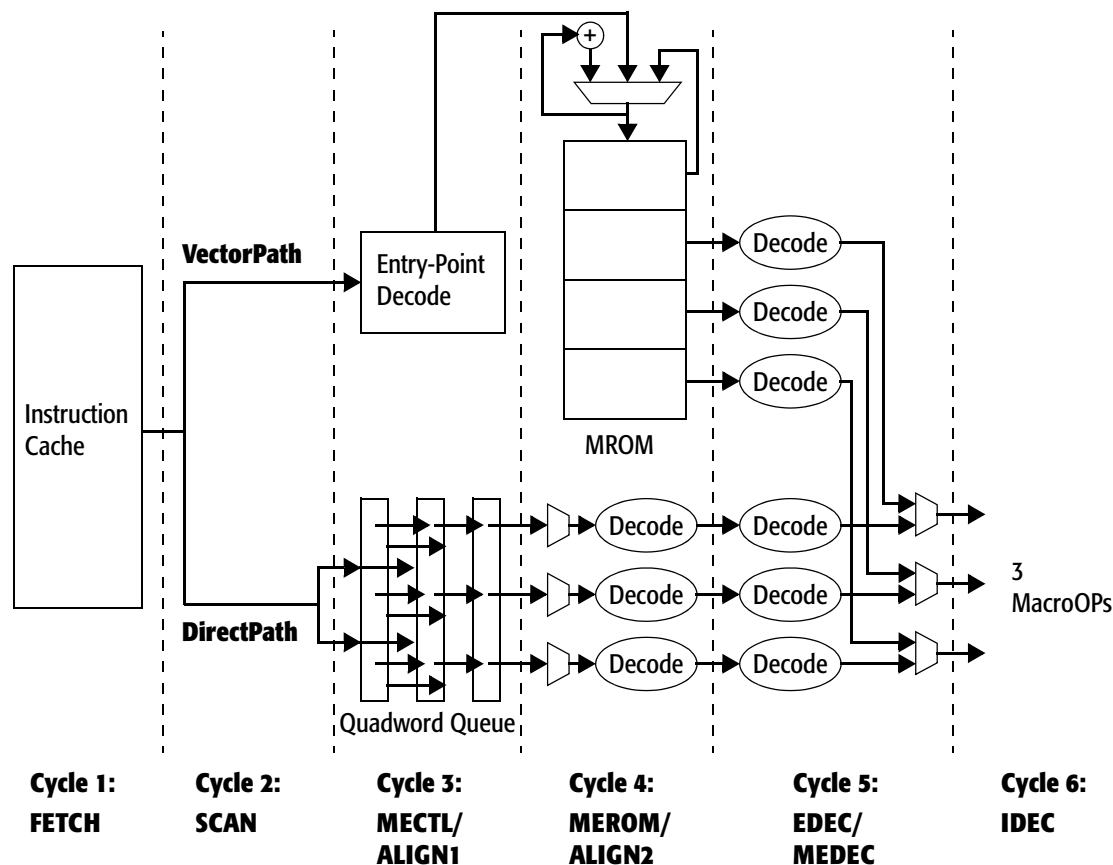 +
VectorPath
Entry-Point
Decode
Decode
Decode
Decode
Instruction
Cache
MROM
Decode
Decode
Decode
Decode
Decode
Decode
3
MacroOPs
DirectPath
Quadword Queue
Cycle 1:
FETCH
Cycle 2:
SCAN
Cycle 3:
MECTL/
ALIGN1
Cycle 4:
MEROM/
ALIGN2
Cycle 5:
EDEC/
MEDEC
Cycle 6:
IDEC